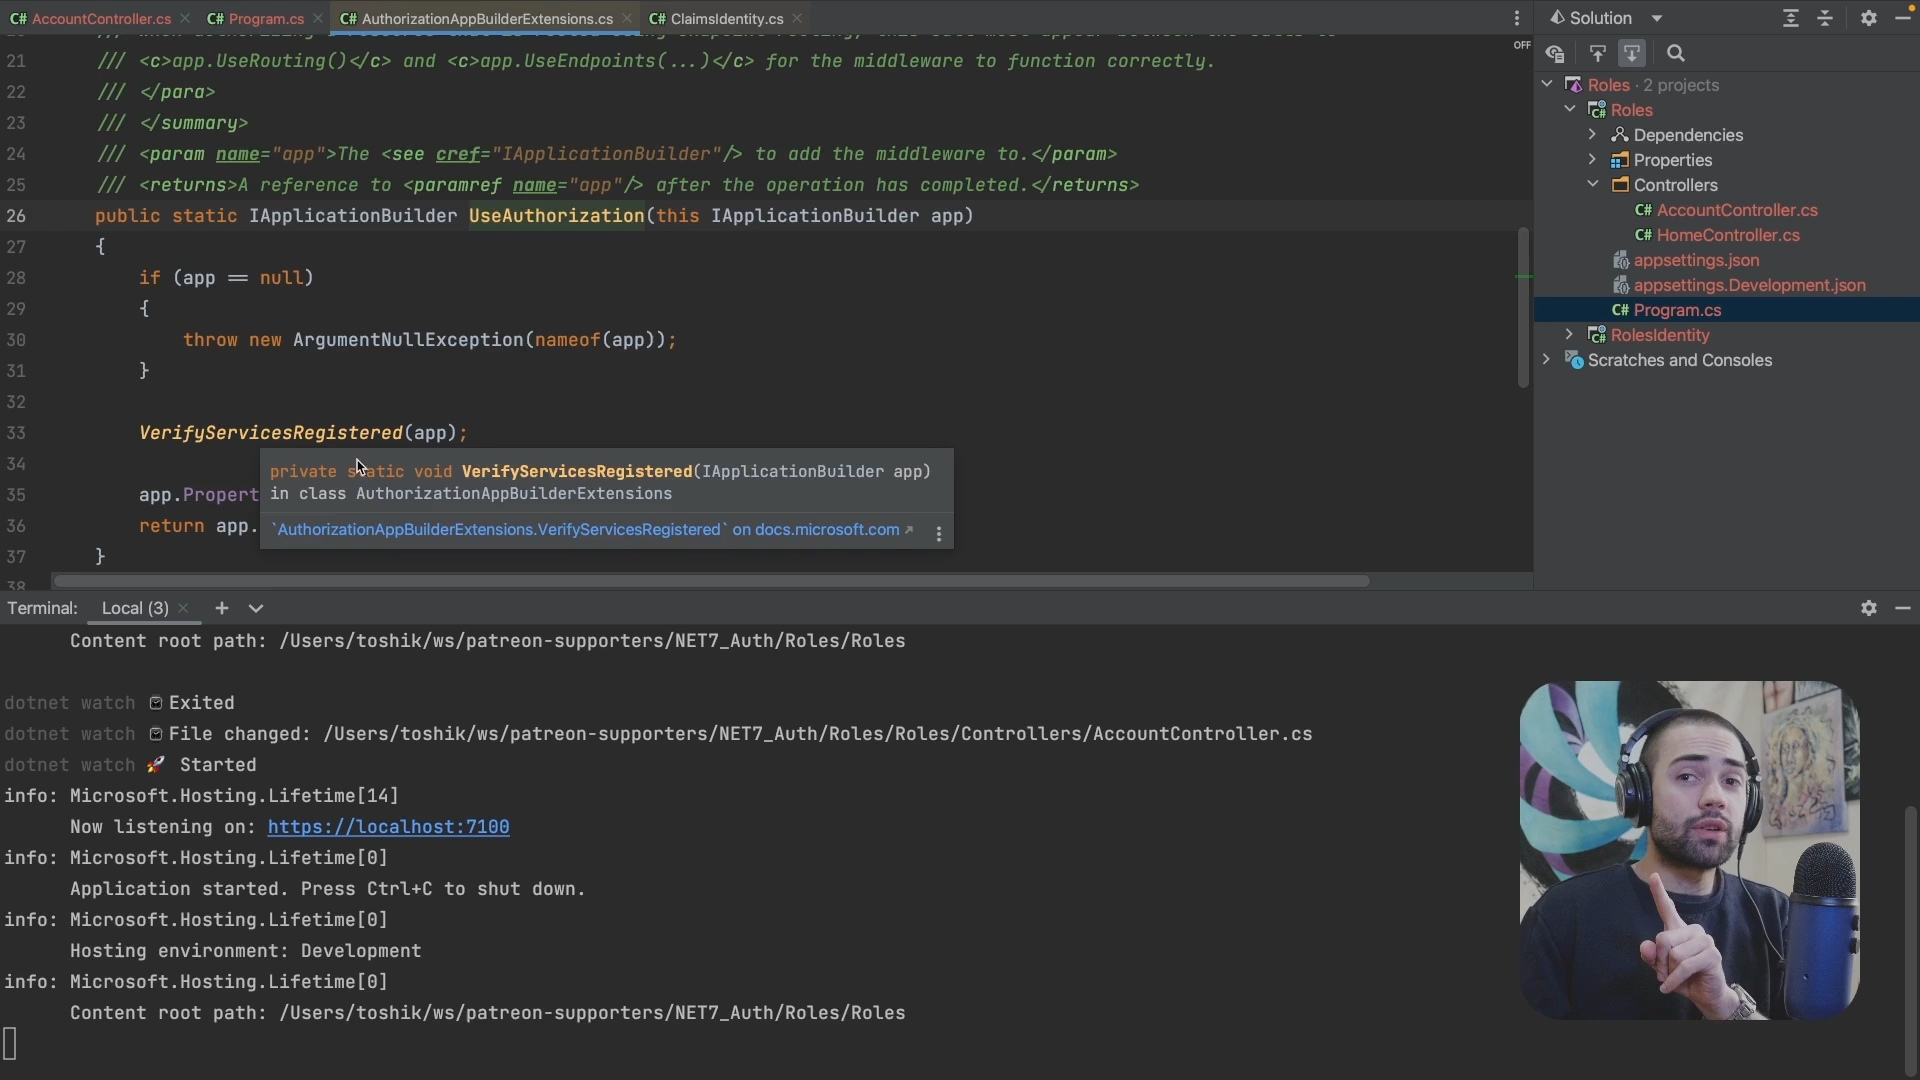 C# AccountController.cs
C# Program.cs
C# AuthorizationAppBuilderExtensions.cs
C# ClaimsIdentity.cs
OFF
21 /// <c>app.UseRouting()</c> and <c>app.UseEndpoints(...)</c> for the middleware to function correctly.
22 /// </para>
23 /// </summary>
24 /// <param name="app">The <see cref="IApplicationBuilder"/> to add the middleware to.</param>
25 /// <returns>A reference to <paramref name="app"/> after the operation has completed.</returns>
26 public static IApplicationBuilder UseAuthorization(this IApplicationBuilder app)
27 {
28 if (app == null)
29 {
30 throw new ArgumentNullException(nameof(app));
31 }
32
33 VerifyServicesRegistered(app);
34
35 app.Propert
36 return app.
37 }
38
private static void VerifyServicesRegistered(IApplicationBuilder app)
in class AuthorizationAppBuilderExtensions
`AuthorizationAppBuilderExtensions.VerifyServicesRegistered` on docs.microsoft.com
Solution
Roles · 2 projects
C# Roles
Dependencies
Properties
Controllers
C# AccountController.cs
C# HomeController.cs
appsettings.json
appsettings.Development.json
C# Program.cs
C# RolesIdentity
Scratches and Consoles
Terminal: Local (3)
Content root path: /Users/toshik/ws/patreon-supporters/NET7_Auth/Roles/Roles
dotnet watch Exited
dotnet watch File changed: /Users/toshik/ws/patreon-supporters/NET7_Auth/Roles/Roles/Controllers/AccountController.cs
dotnet watch 🚀 Started
info: Microsoft.Hosting.Lifetime[14]
Now listening on: https://localhost:7100
info: Microsoft.Hosting.Lifetime[0]
Application started. Press Ctrl+C to shut down.
info: Microsoft.Hosting.Lifetime[0]
Hosting environment: Development
info: Microsoft.Hosting.Lifetime[0]
Content root path: /Users/toshik/ws/patreon-supporters/NET7_Auth/Roles/Roles